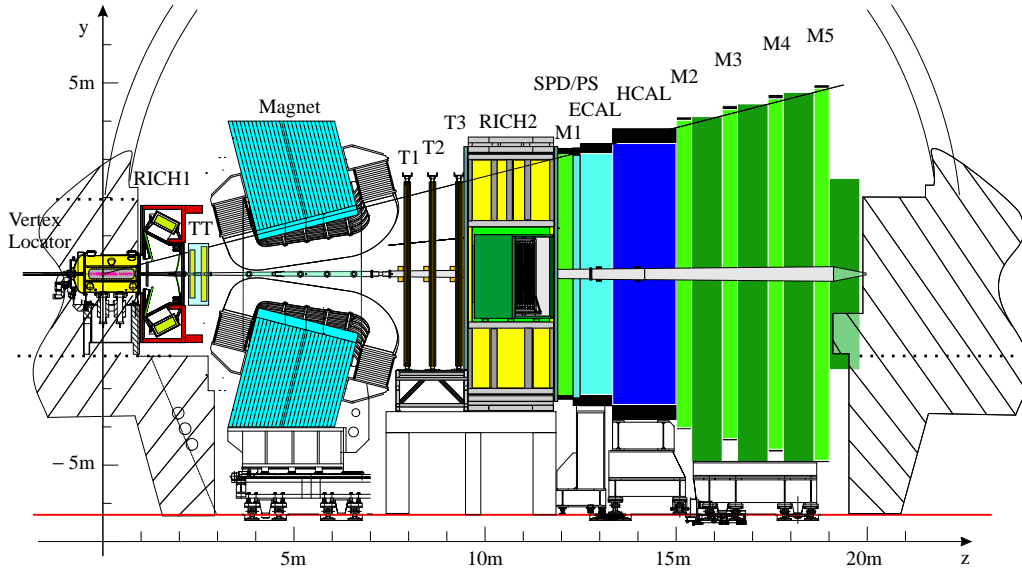 y
5m
Magnet
RICH1
Vertex
Locator
TT
T1
T2
T3
RICH2
M1
SPD/PS
ECAL
HCAL
M2
M3
M4
M5
− 5m
5m
10m
15m
20m
z